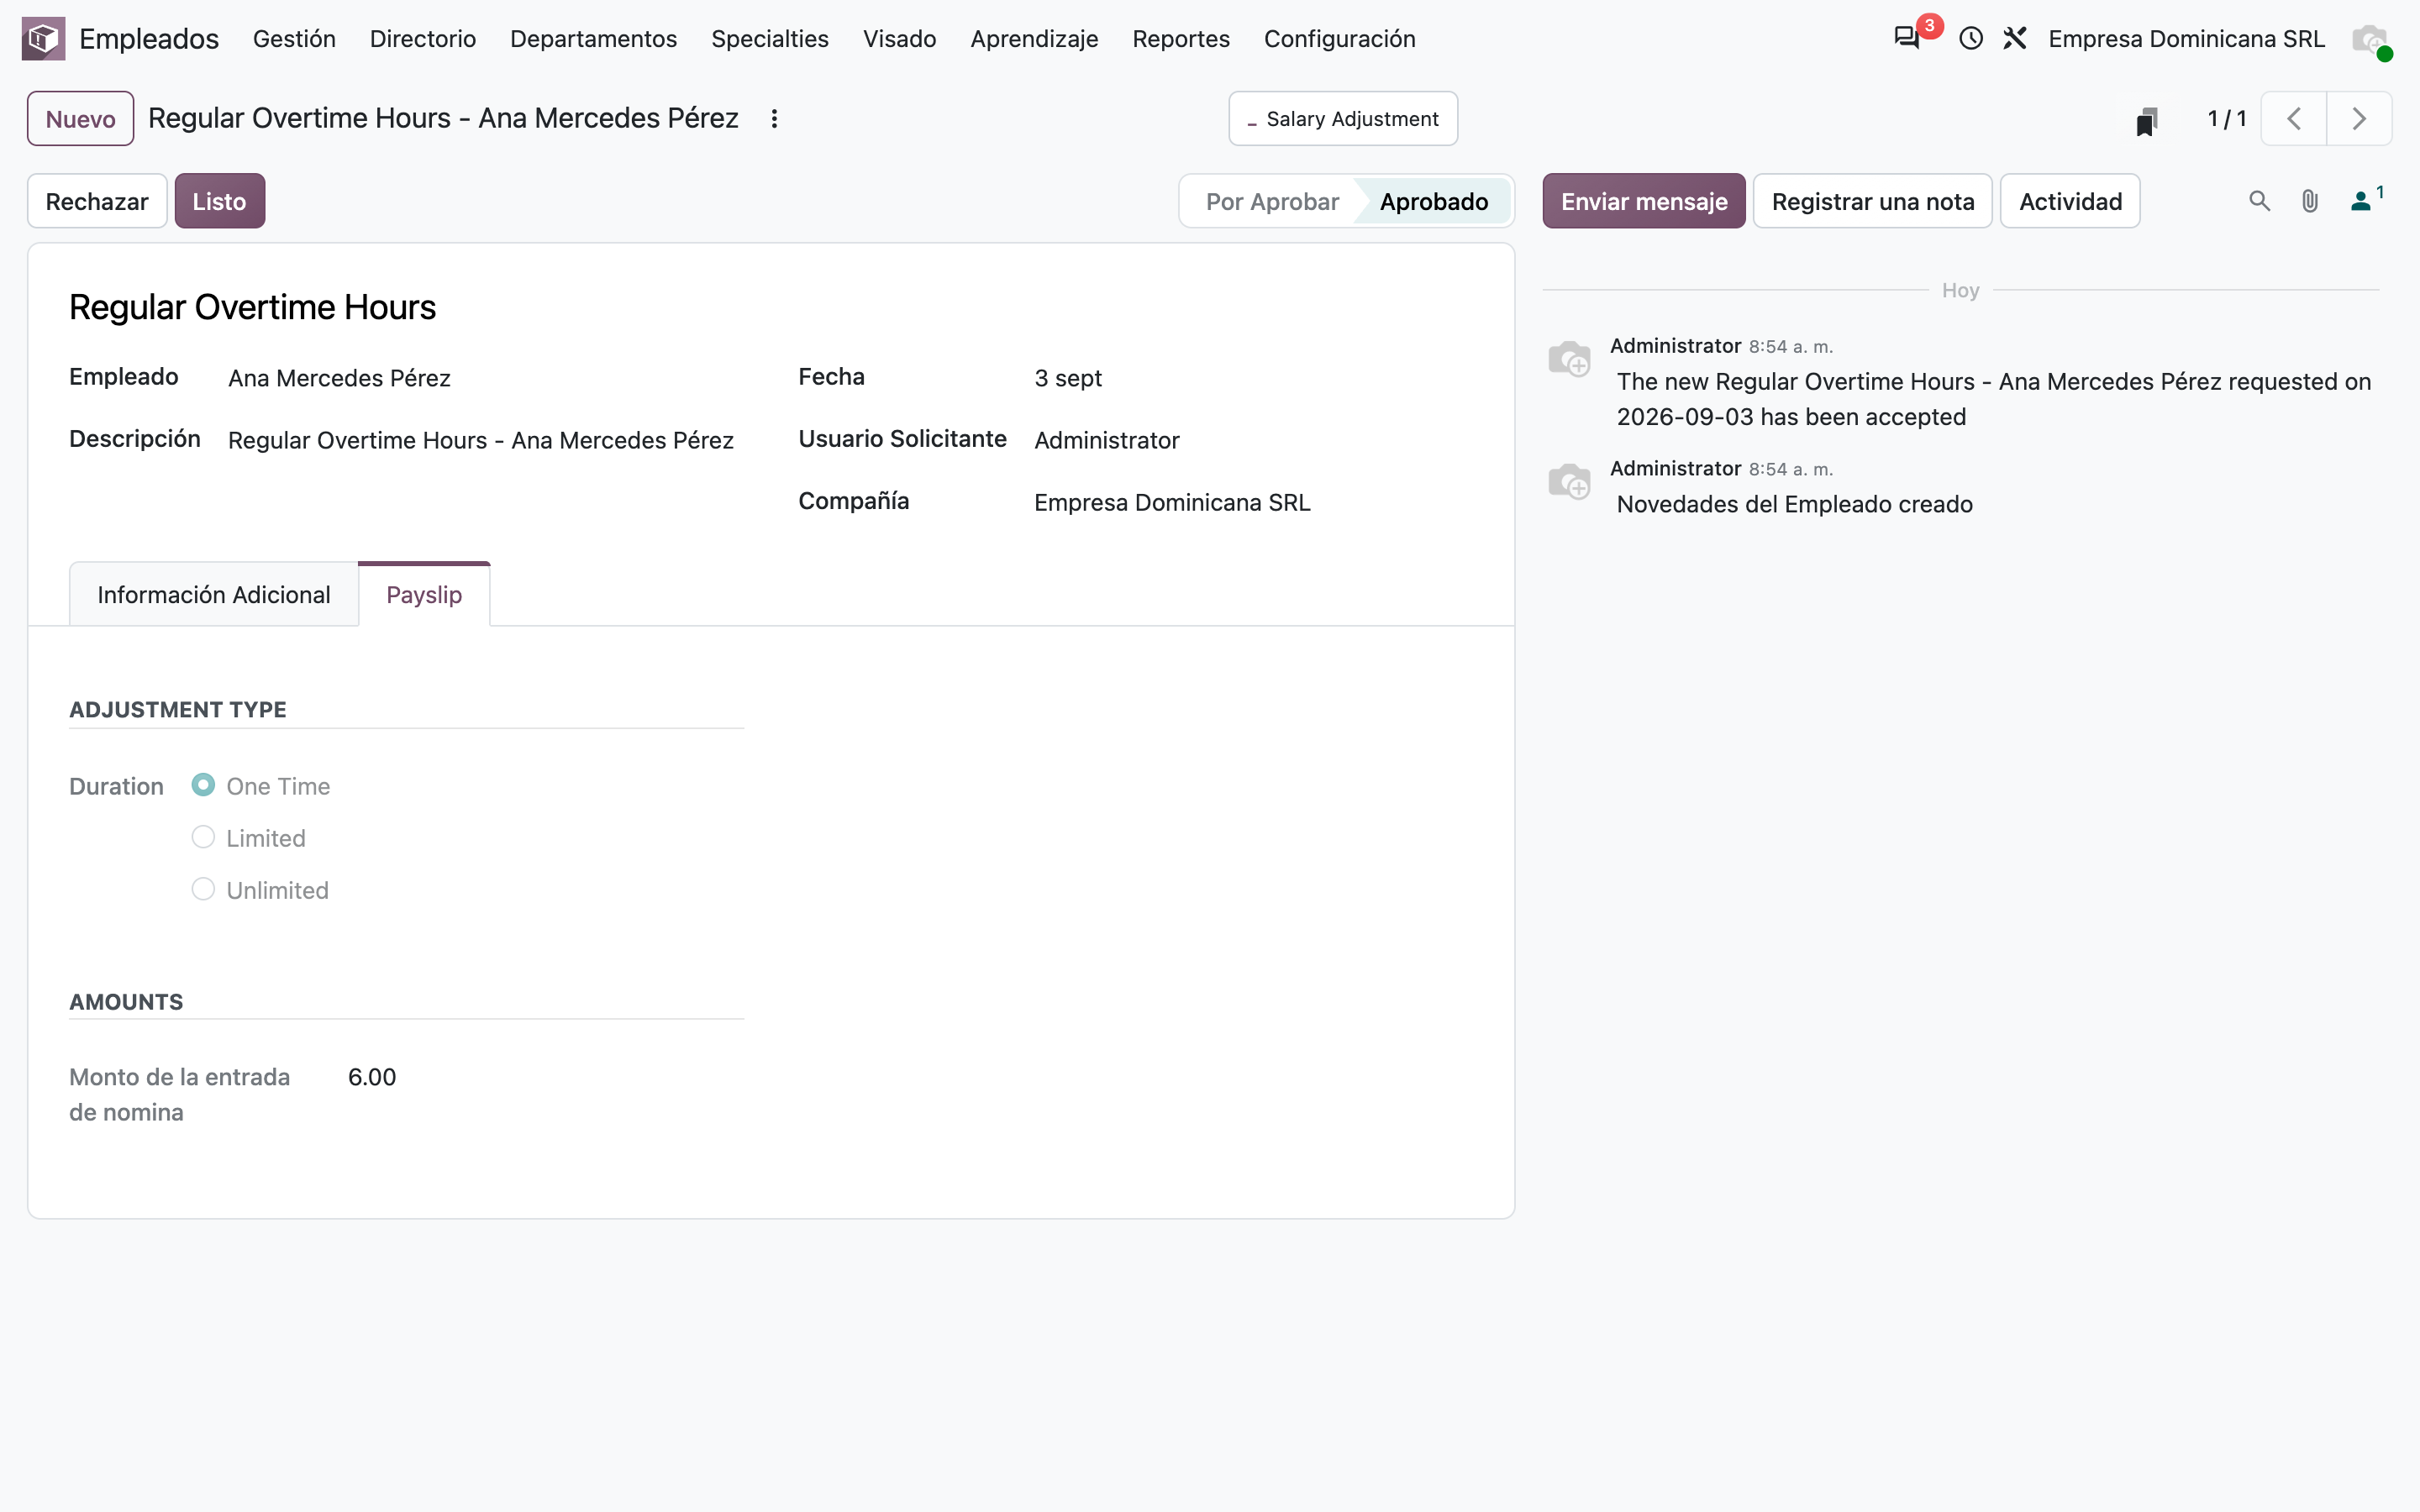 Empleados Gestión Directorio Departamentos Specialties Visado Aprendizaje Reportes Configuración 3 Empresa Dominicana SRL
Nuevo Regular Overtime Hours - Ana Mercedes Pérez Salary Adjustment 1 / 1
Rechazar Listo Por Aprobar Aprobado Enviar mensaje Registrar una nota Actividad 1
Regular Overtime Hours
Empleado Ana Mercedes Pérez Fecha 3 sept
Descripción Regular Overtime Hours - Ana Mercedes Pérez Usuario Solicitante Administrator
Compañía Empresa Dominicana SRL
Información Adicional Payslip
ADJUSTMENT TYPE
Duration One Time
Limited
Unlimited
AMOUNTS
Monto de la entrada 6.00
de nomina
Hoy
Administrator 8:54 a. m.
The new Regular Overtime Hours - Ana Mercedes Pérez requested on
2026-09-03 has been accepted
Administrator 8:54 a. m.
Novedades del Empleado creado